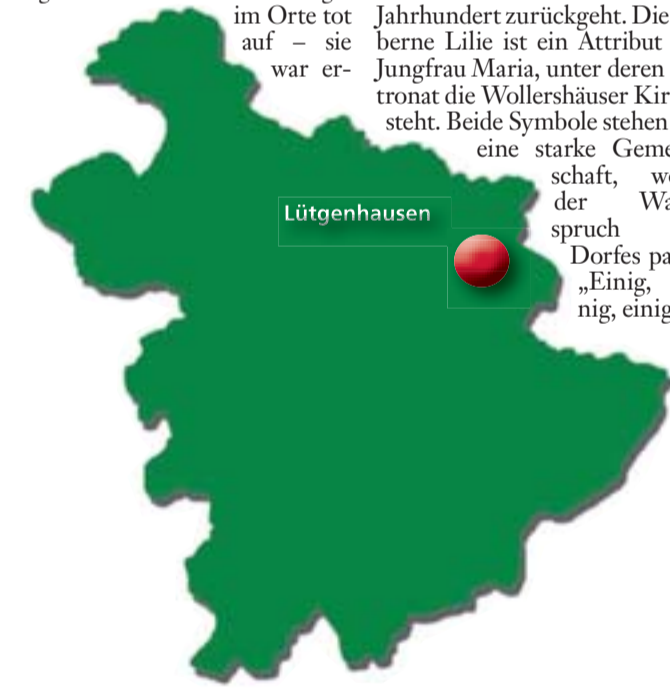 im Orte tot
auf – sie
war er-
Jahrhundert zurückgeht. Die
berne Lilie ist ein Attribut
Jungfrau Maria, unter deren
tronat die Wollershäuser Kir
steht. Beide Symbole stehen
eine starke Geme
schaft, w
der Wa
spruch
Dorfes pa
„Einig,
nig, einig
Lütgenhausen